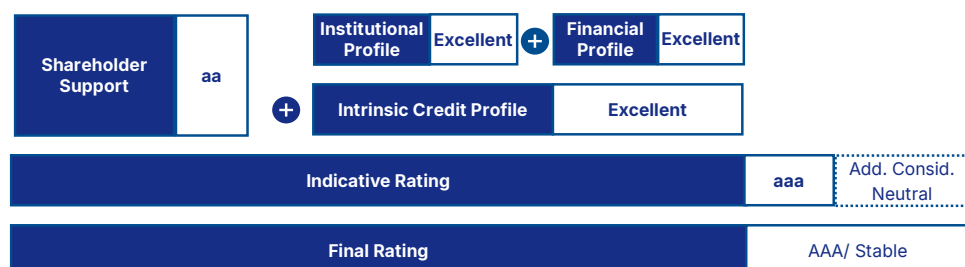 Shareholder
Support
aa
+
Institutional
Profile
Excellent
+
Financial
Profile
Excellent
Intrinsic Credit Profile
Excellent
Indicative Rating
aaa
Add. Consid.
Neutral
Final Rating
AAA/ Stable